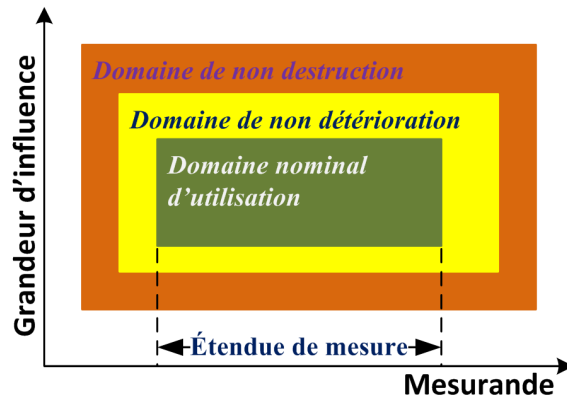 Grandeur d'influence
Domaine de non destruction
Domaine de non détérioration
Domaine nominal
d'utilisation
Étendue de mesure
Mesurande